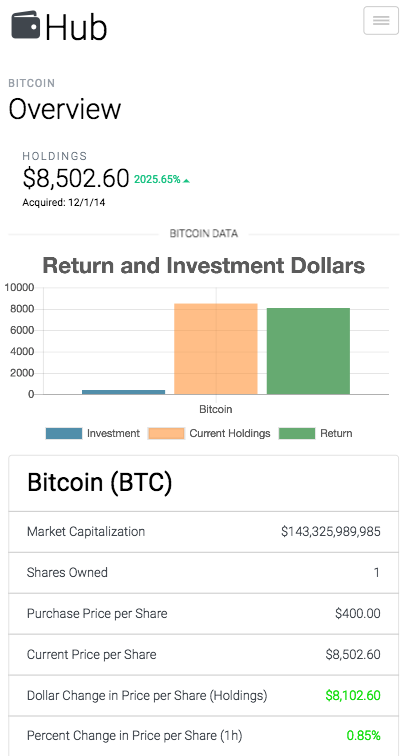 Hub
BITCOIN
Overview
HOLDINGS
$8,502.60 2025.65%
Acquired: 12/1/14
BITCOIN DATA
Return and Investment Dollars
10000
8000
6000
4000
2000
0
Bitcoin
Investment Current Holdings Return
Bitcoin (BTC)
Market Capitalization $143,325,989,985
Shares Owned 1
Purchase Price per Share $400.00
Current Price per Share $8,502.60
Dollar Change in Price per Share (Holdings) $8,102.60
Percent Change in Price per Share (1h) 0.85%